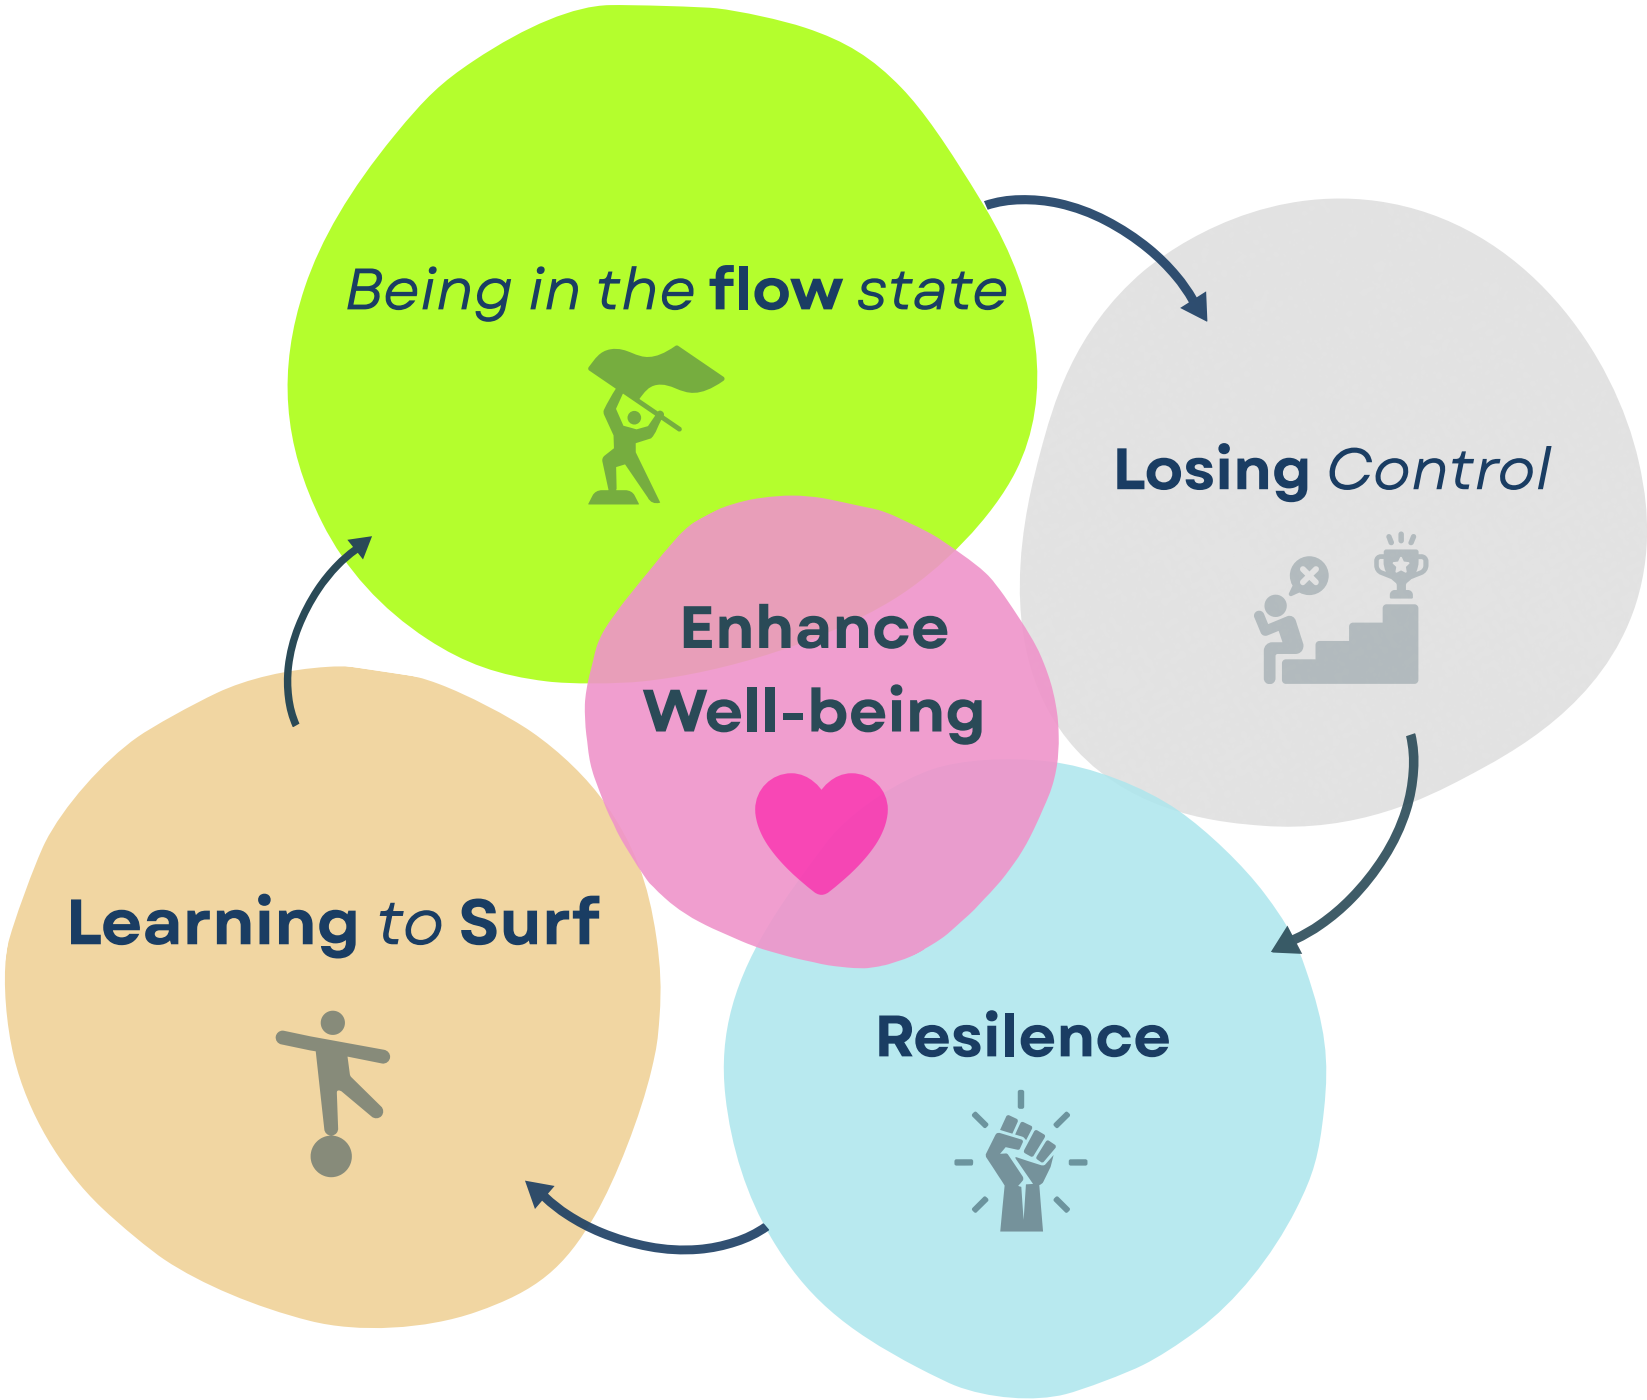 Being in the flow state
Losing Control
Enhance
Well-being
Learning to Surf
Resilence